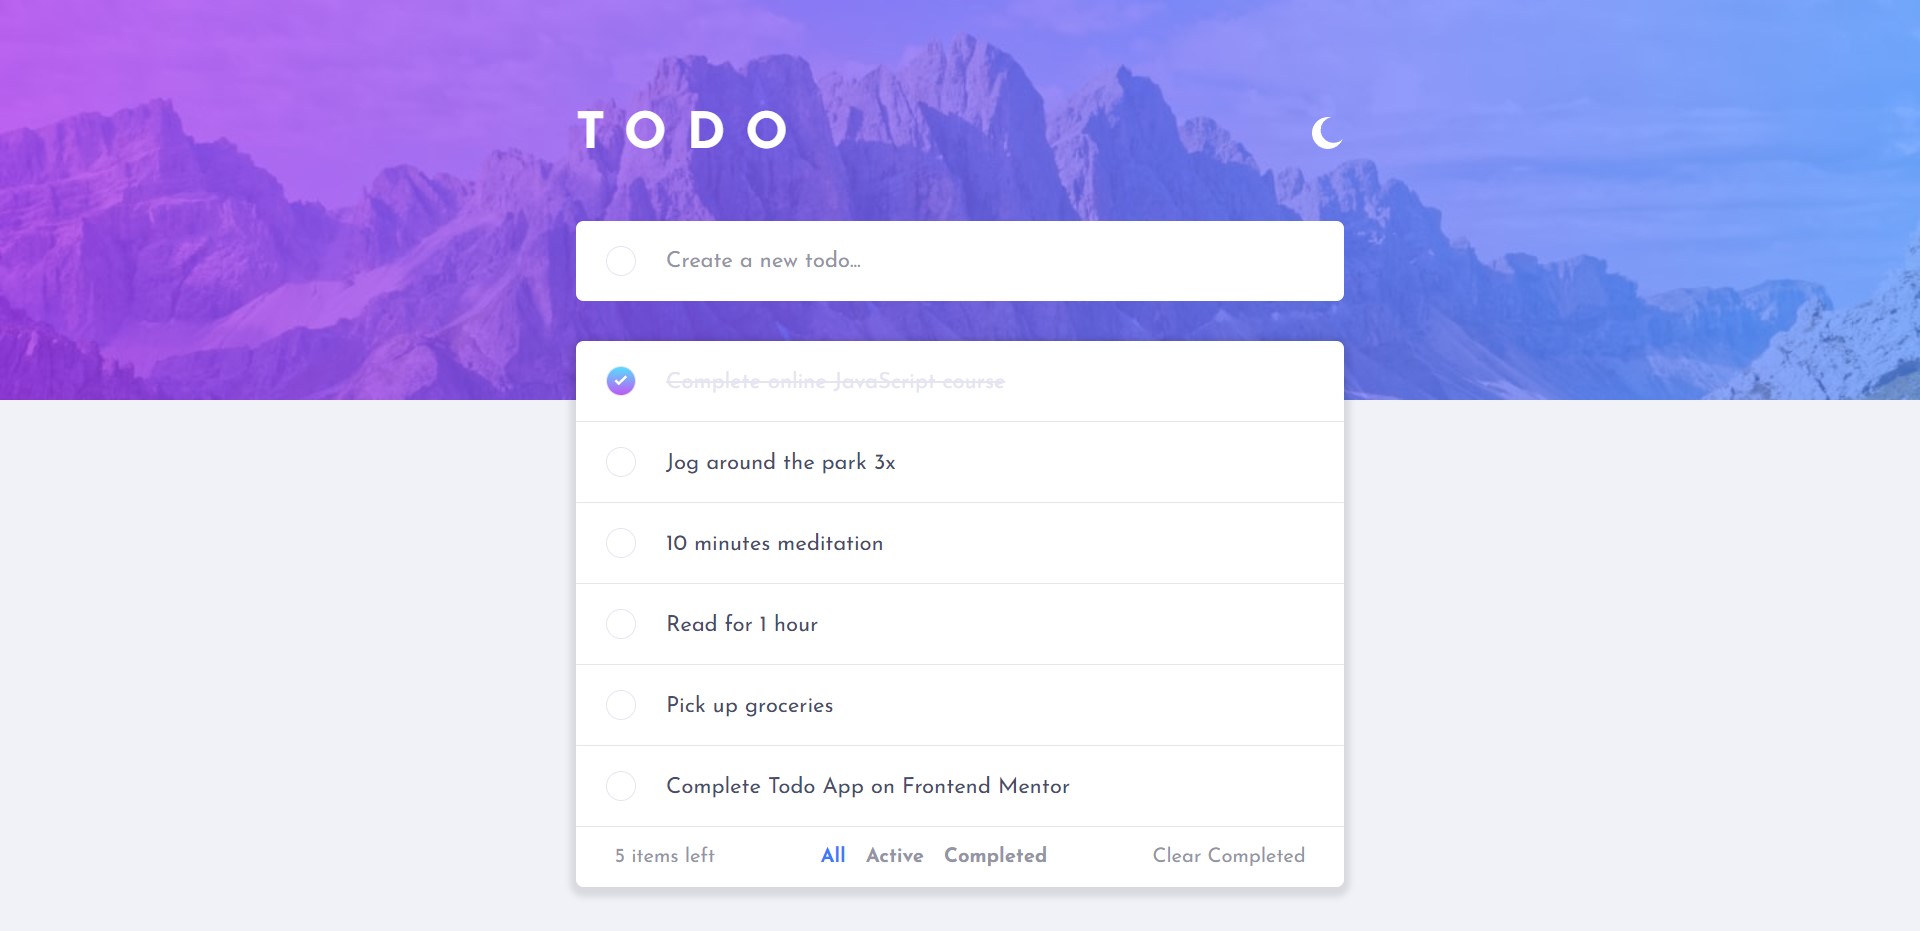 TODO
Create a new todo...
Complete online JavaScript course
Jog around the park 3x
10 minutes meditation
Read for 1 hour
Pick up groceries
Complete Todo App on Frontend Mentor
5 items left All Active Completed Clear Completed